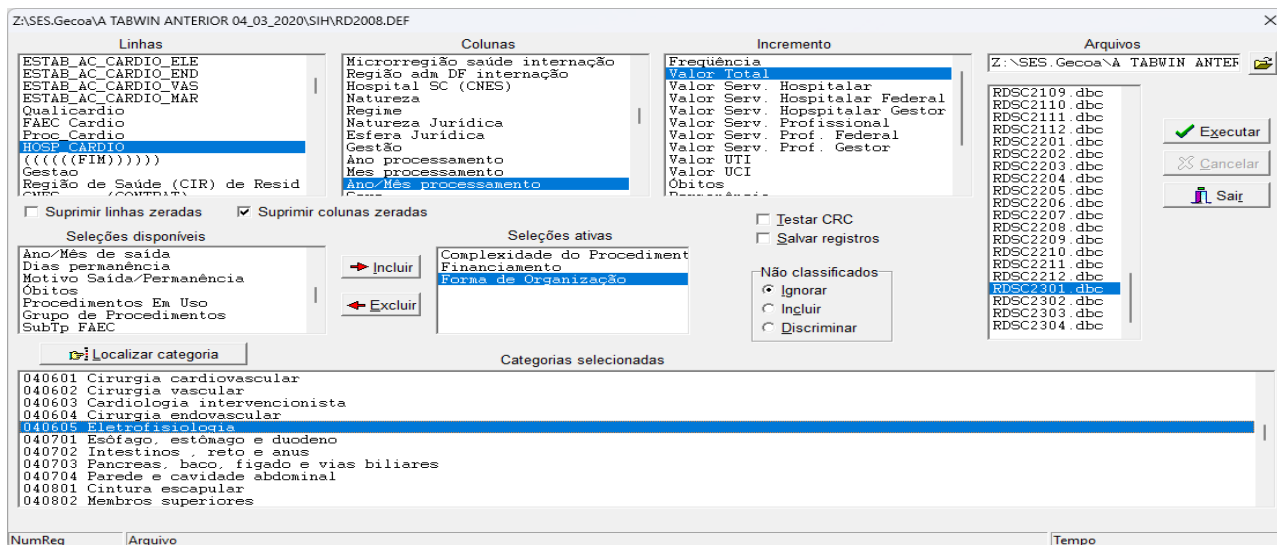 Z:\SES.Gecoa\A TABWIN ANTERIOR 04_03_2020\SIH\RD2008.DEF
Linhas
ESTAB_AC_CARDIO_ELE
ESTAB_AC_CARDIO_END
ESTAB_AC_CARDIO_VAS
ESTAB_AC_CARDIO_MAR
Qualicardio
FAEC Cardio
Proc_Cardio
HOSP_CARDIO
((((((FIM))))))
Gestao
Região de Saúde (CIR) de Resid
Colunas
Microrregião saúde internação
Região adm DF internação
Hospital SC (CNES)
Natureza
Regime
Natureza Jurídica
Esfera Jurídica
Gestão
Ano processamento
Mes processamento
Ano/Mês processamento
Incremento
Freqüência
Valor Total
Valor Serv. Hospitalar
Valor Serv. Hospitalar Federal
Valor Serv. Hopspitalar Gestor
Valor Serv. Profissional
Valor Serv. Prof. Federal
Valor Serv. Prof. Gestor
Valor UTI
Valor UCI
Óbitos
Arquivos
Z:\SES.Gecoa\A TABWIN ANTER
RDSC2109.dbc
RDSC2110.dbc
RDSC2111.dbc
RDSC2112.dbc
RDSC2201.dbc
RDSC2202.dbc
RDSC2203.dbc
RDSC2204.dbc
RDSC2205.dbc
RDSC2206.dbc
RDSC2207.dbc
RDSC2208.dbc
RDSC2209.dbc
RDSC2210.dbc
RDSC2211.dbc
RDSC2212.dbc
RDSC2301.dbc
RDSC2302.dbc
RDSC2303.dbc
RDSC2304.dbc
Executar
Cancelar
Sair
Suprimir linhas zeradas
Suprimir colunas zeradas
Testar CRC
Salvar registros
Seleções disponíveis
Ano/Mês de saída
Dias permanência
Motivo Saída/Permanência
Óbitos
Procedimentos Em Uso
Grupo de Procedimentos
SubTp FAEC
Incluir
Excluir
Seleções ativas
Complexidade do Procediment
Financiamento
Forma de Organização
Não classificados
Ignorar
Incluir
Discriminar
Localizar categoria
Categorias selecionadas
040601 Cirurgia cardiovascular
040602 Cirurgia vascular
040603 Cardiologia intervencionista
040604 Cirurgia endovascular
040605 Eletrofisiologia
040701 Esôfago, estômago e duodeno
040702 Intestinos , reto e anus
040703 Pancreas, baco, figado e vias biliares
040704 Parede e cavidade abdominal
040801 Cintura escapular
040802 Membros superiores
NumReg
Arquivo
Tempo